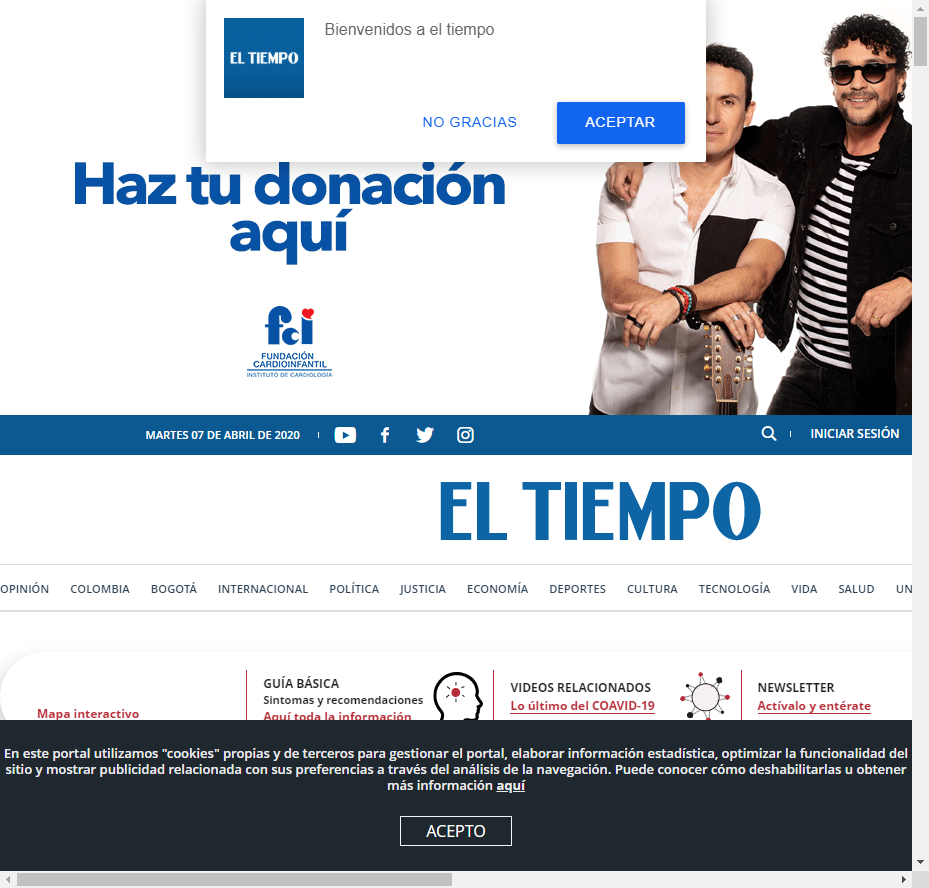 EL TIEMPO
Bienvenidos a el tiempo
NO GRACIAS
ACEPTAR
Haz tu donación
aquí
fci
FUNDACIÓN
CARDIOINFANTIL
INSTITUTO DE CARDIOLOGÍA
MARTES 07 DE ABRIL DE 2020
INICIAR SESIÓN
EL TIEMPO
OPINIÓN COLOMBIA BOGOTÁ INTERNACIONAL POLÍTICA JUSTICIA ECONOMÍA DEPORTES CULTURA TECNOLOGÍA VIDA SALUD UN
Mapa interactivo
GUÍA BÁSICA
Sintomas y recomendaciones
Aquí toda la información
VIDEOS RELACIONADOS
Lo último del COAVID-19
NEWSLETTER
Actívalo y entérate
En este portal utilizamos "cookies" propias y de terceros para gestionar el portal, elaborar información estadística, optimizar la funcionalidad del
sitio y mostrar publicidad relacionada con sus preferencias a través del análisis de la navegación. Puede conocer cómo deshabilitarlas u obtener
más información aquí
ACEPTO